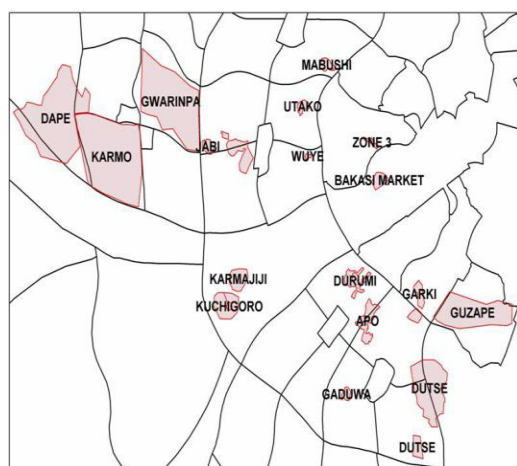 MABUSHI
GWARINPA
UTAKO
DAPE
ZONE 3
JABI
KARMO
WUYE
BAKASI MARKET
KARMAJIJI
DURUMI
GARKI
KUCHIGORO
GUZAPE
APO
DUTSE
GADUWA
DUTSE